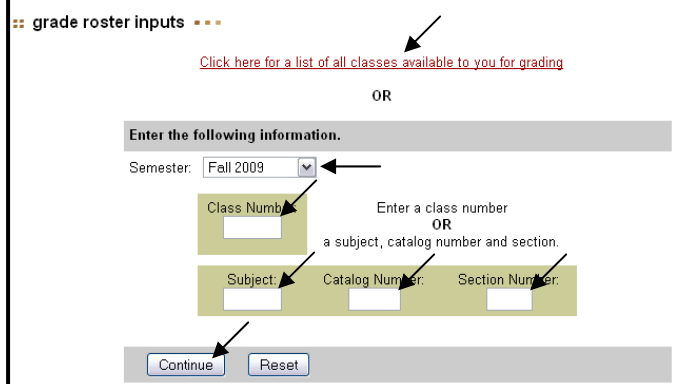 grade roster inputs
Click here for a list of all classes available to you for grading
OR
Enter the following information.
Semester: Fall 2009
Class Number:
Enter a class number
OR
a subject, catalog number and section.
Subject: Catalog Number: Section Number:
Continue Reset